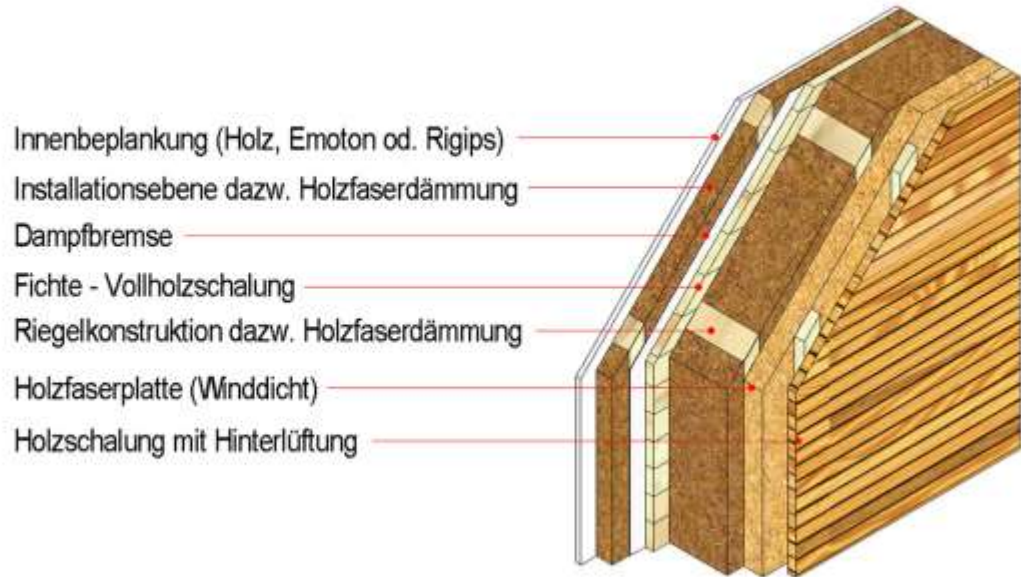 Innenbeplankung (Holz, Emoton od. Rigips)
Installationsebene dazw. Holzfaserdämmung
Dampfbremse
Fichte - Vollholzschalung
Riegelkonstruktion dazw. Holzfaserdämmung
Holzfaserplatte (Winddicht)
Holzschalung mit Hinterlüftung